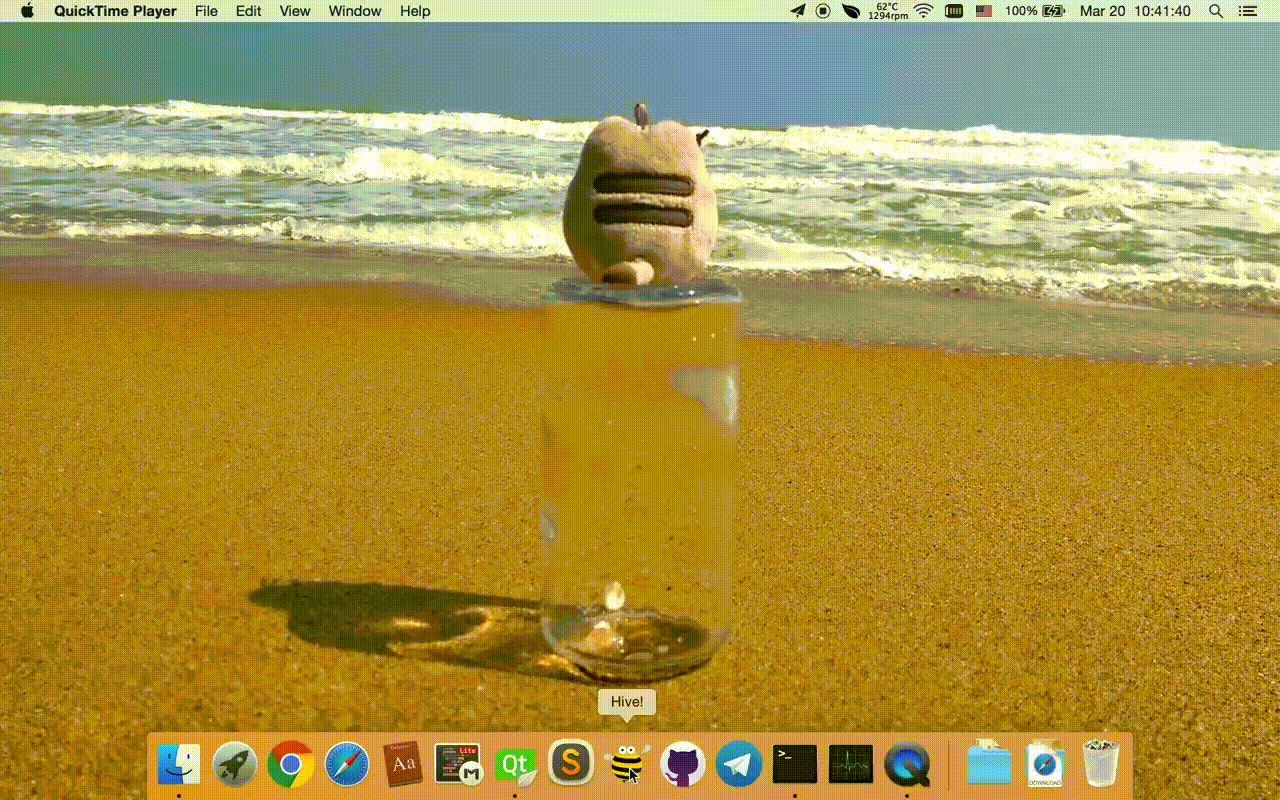 QuickTime Player File Edit View Window Help 62°C 1294rpm 100% Mar 20 10:41:40
Hive!
Aa Lite M Qt S >_ DOWNLOAD